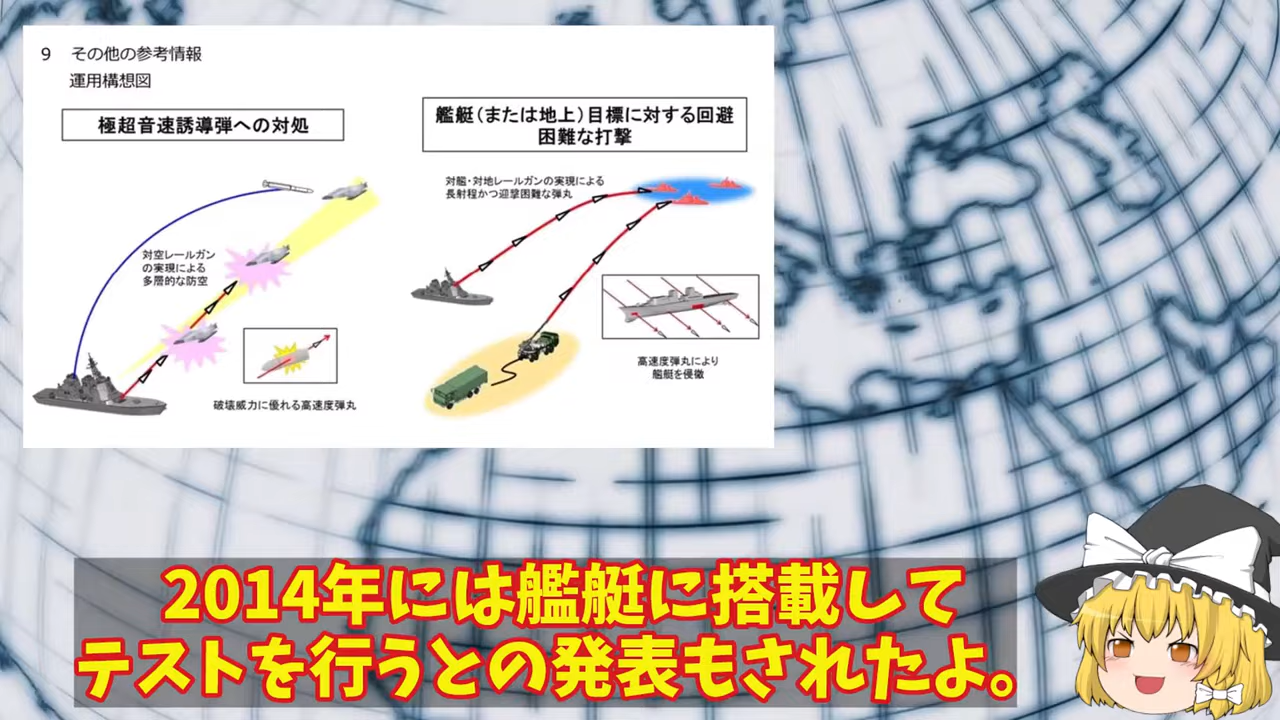 9 その他の参考情報
運用構想図
極超音速誘導弾への対処
対空レールガン
の実現による
多層的な防空
破壊威力に優れる高速度弾丸
艦艇(または地上)目標に対する回避
困難な打撃
対艦・対地レールガンの実現による
長射程かつ迎撃困難な弾丸
高速度弾丸により
艦艇を侵徹
2014年には艦艇に搭載して
テストを行うとの発表もされたよ。